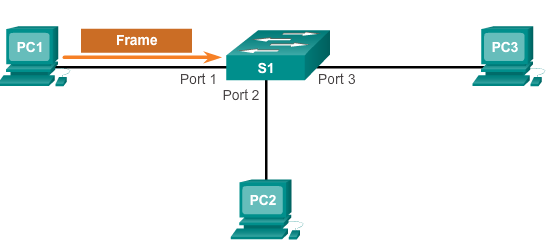 Frame
PC1
S1
PC3
Port 1
Port 3
Port 2
PC2